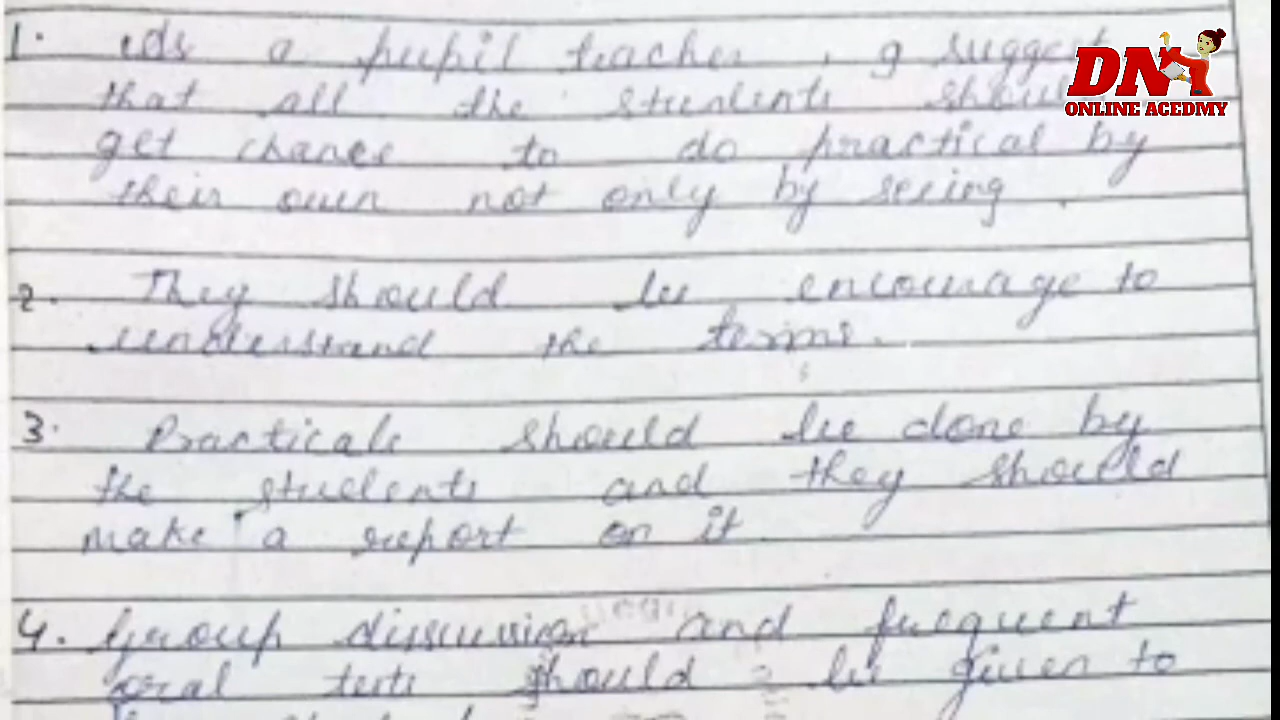 1. As a pupil teacher, I suggest
that all the students should
get chance to do practical by
their own not only by seeing.
2. They should be encourage to
understand the terms.
3. Practicals should be done by
the students and they should
make a report on it
4. Group discussion and frequent
oral tests should be given to
DN
ONLINE ACEDMY